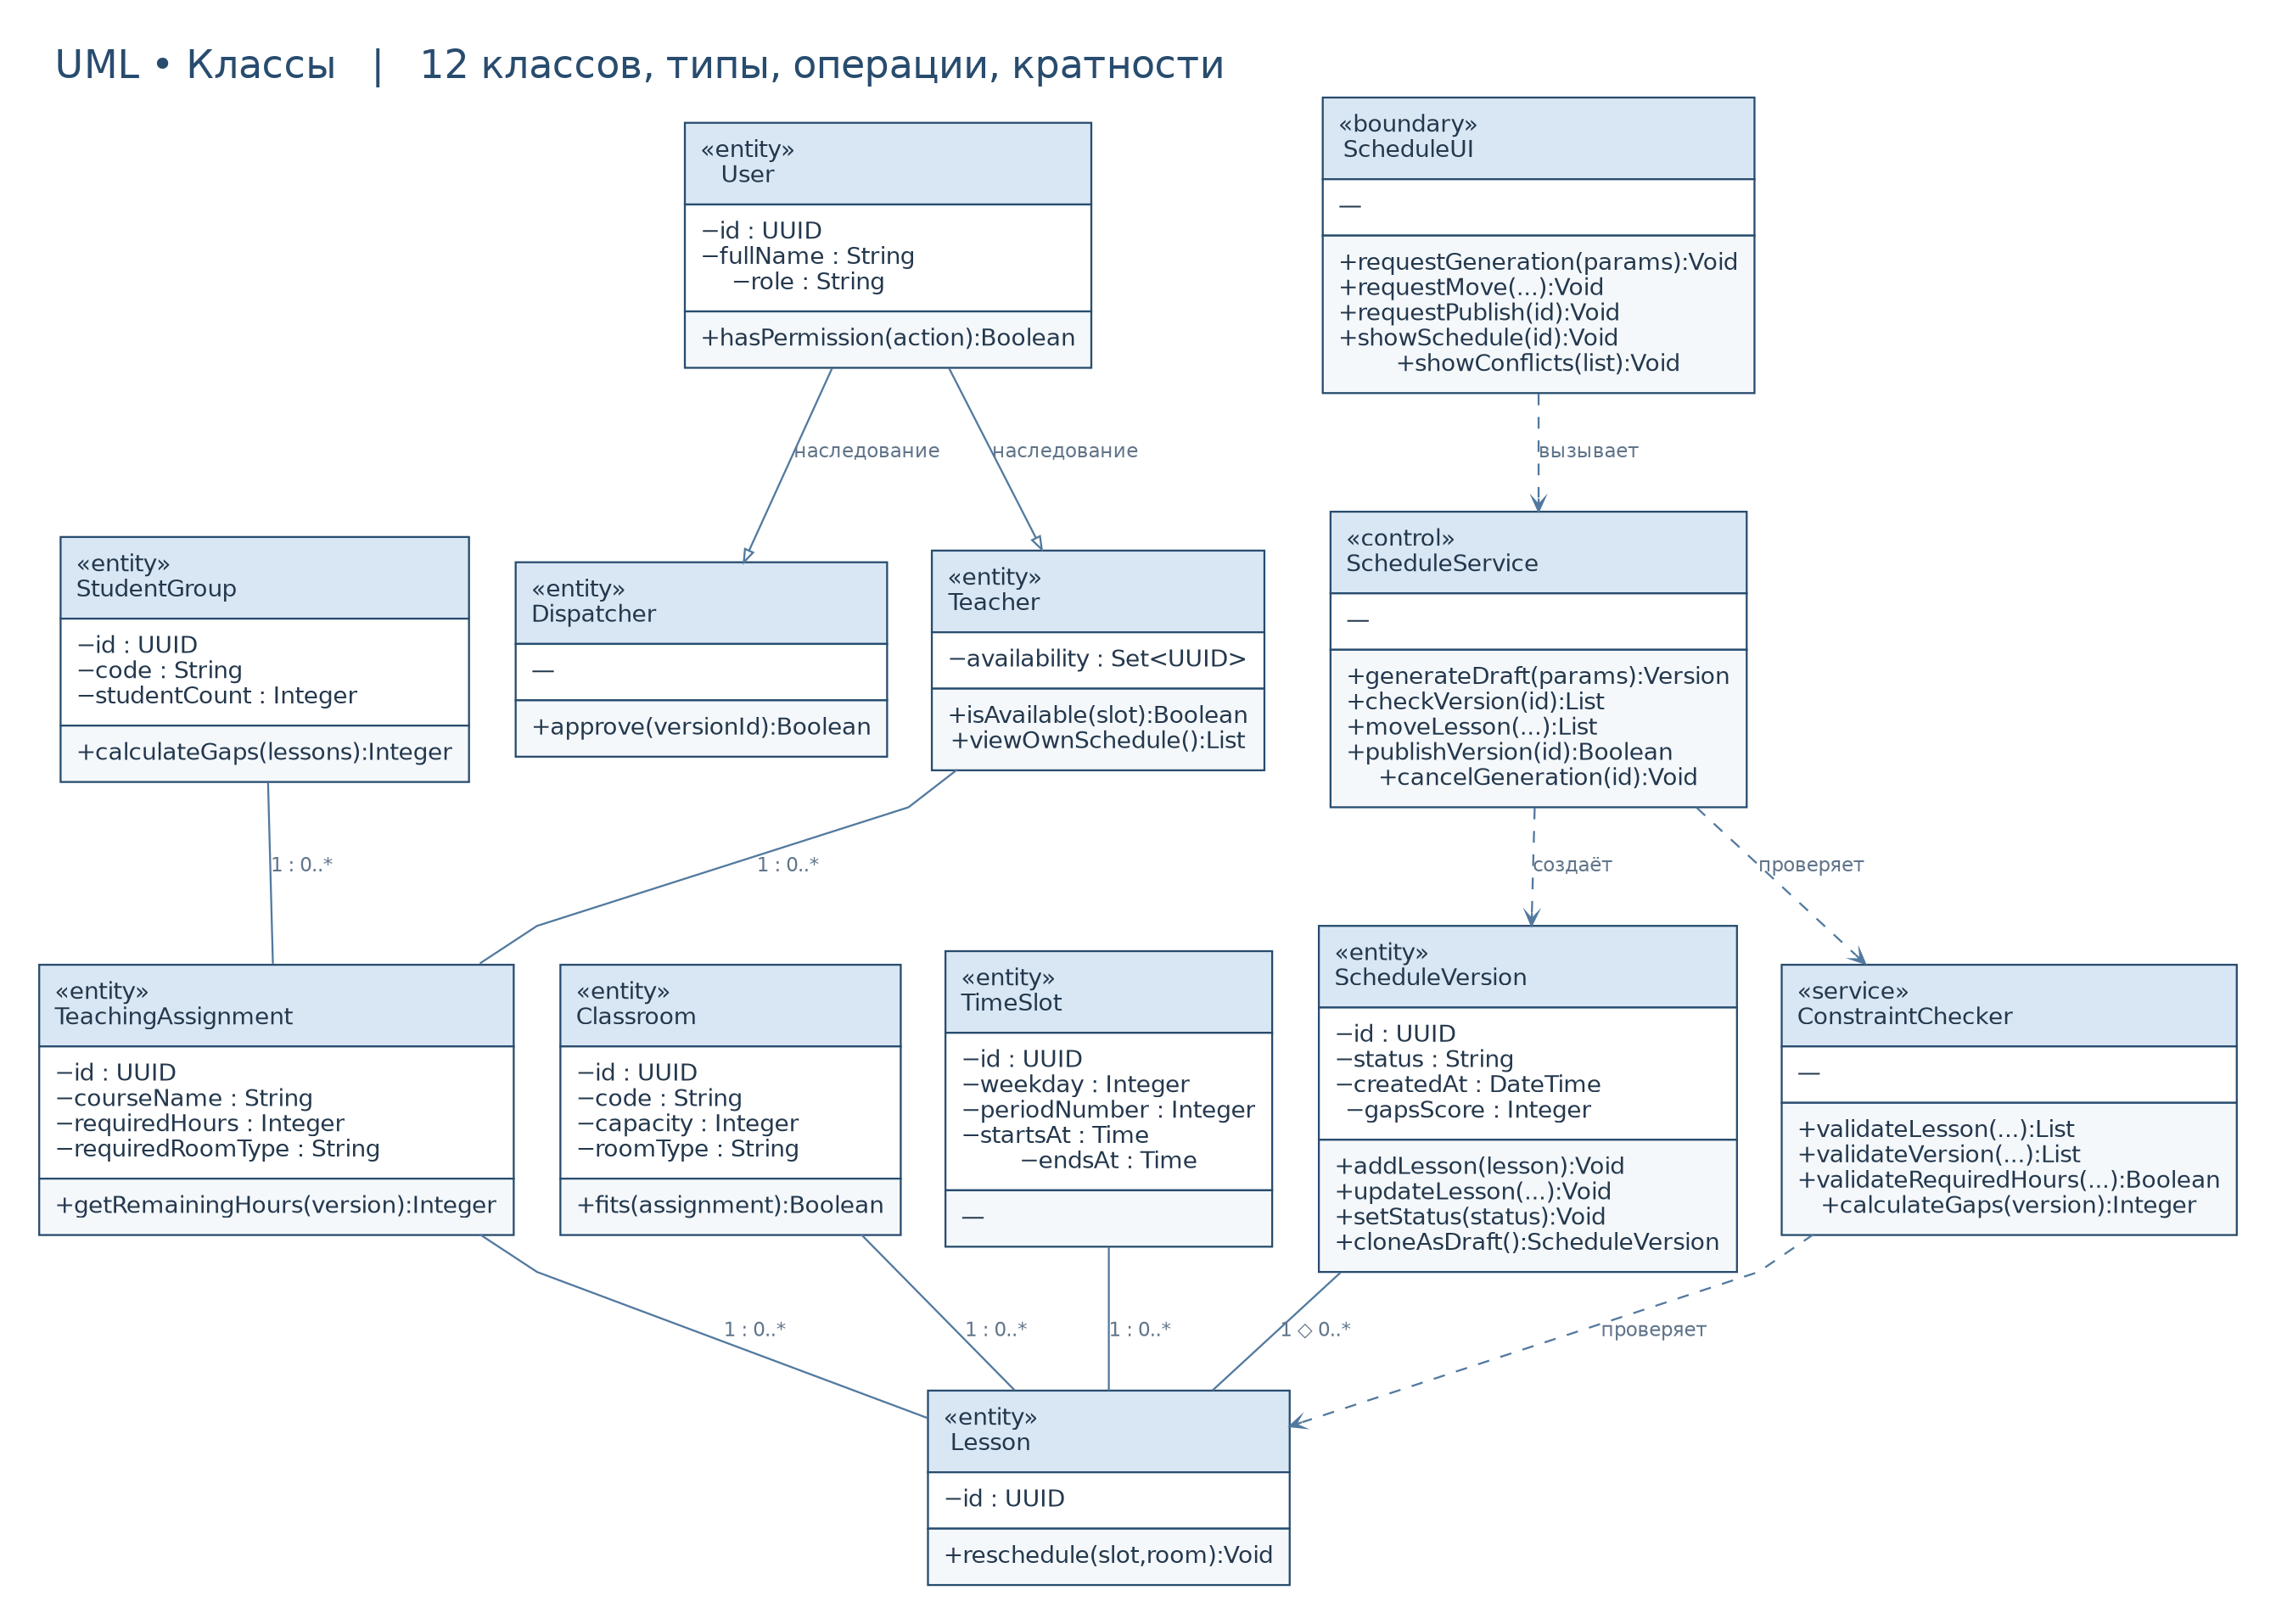 UML • Классы | 12 классов, типы, операции, кратности
«entity»
User
−id : UUID
−fullName : String
−role : String
+hasPermission(action):Boolean
«boundary»
ScheduleUI
—
+requestGeneration(params):Void
+requestMove(...):Void
+requestPublish(id):Void
+showSchedule(id):Void
+showConflicts(list):Void
наследование
наследование
вызывает
«entity»
StudentGroup
−id : UUID
−code : String
−studentCount : Integer
+calculateGaps(lessons):Integer
«entity»
Dispatcher
—
+approve(versionId):Boolean
«entity»
Teacher
−availability : Set<UUID>
+isAvailable(slot):Boolean
+viewOwnSchedule():List
«control»
ScheduleService
—
+generateDraft(params):Version
+checkVersion(id):List
+moveLesson(...):List
+publishVersion(id):Boolean
+cancelGeneration(id):Void
1 : 0..*
1 : 0..*
создаёт
проверяет
«entity»
TeachingAssignment
−id : UUID
−courseName : String
−requiredHours : Integer
−requiredRoomType : String
+getRemainingHours(version):Integer
«entity»
Classroom
−id : UUID
−code : String
−capacity : Integer
−roomType : String
+fits(assignment):Boolean
«entity»
TimeSlot
−id : UUID
−weekday : Integer
−periodNumber : Integer
−startsAt : Time
−endsAt : Time
—
«entity»
ScheduleVersion
−id : UUID
−status : String
−createdAt : DateTime
−gapsScore : Integer
+addLesson(lesson):Void
+updateLesson(...):Void
+setStatus(status):Void
+cloneAsDraft():ScheduleVersion
«service»
ConstraintChecker
—
+validateLesson(...):List
+validateVersion(...):List
+validateRequiredHours(...):Boolean
+calculateGaps(version):Integer
1 : 0..*
1 : 0..*
1 : 0..*
1 ◇ 0..*
проверяет
«entity»
Lesson
−id : UUID
+reschedule(slot,room):Void